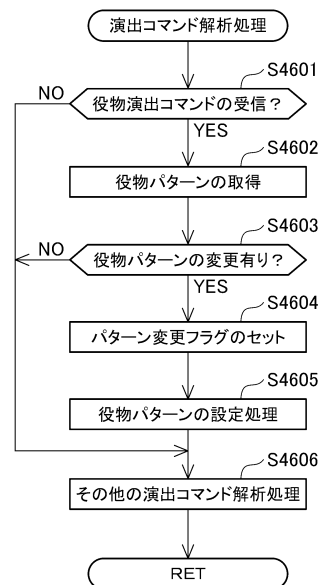 演出コマンド解析処理
S4601
NO
役物演出コマンドの受信？
YES
S4602
役物パターンの取得
S4603
NO
役物パターンの変更有り？
YES
S4604
パターン変更フラグのセット
S4605
役物パターンの設定処理
S4606
その他の演出コマンド解析処理
RET